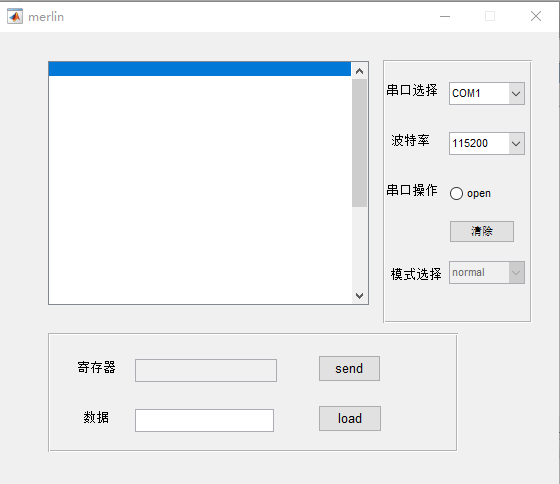 merlin
串口选择 COM1
波特率 115200
串口操作 open
清除
模式选择 normal
寄存器 send
数据 load